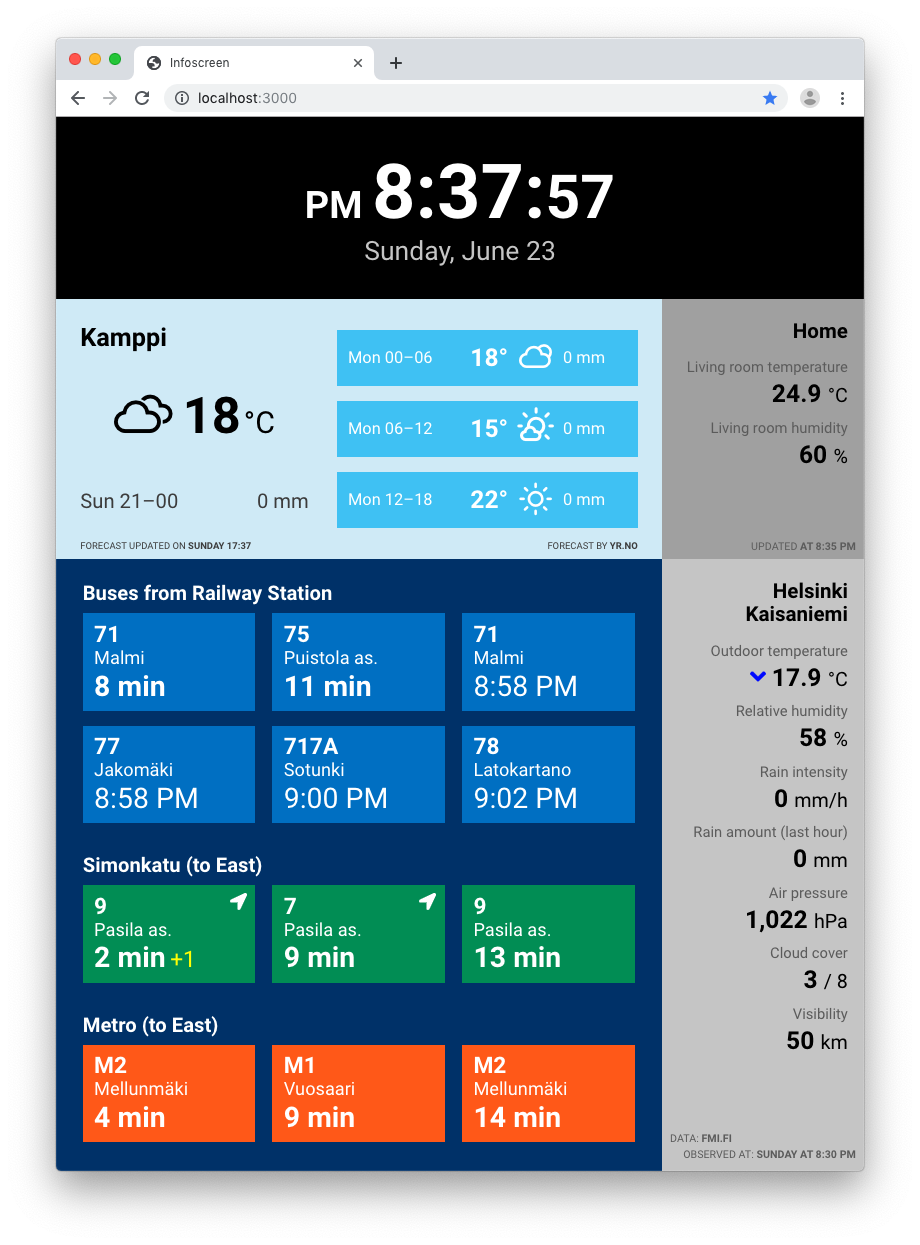 Infoscreen
localhost:3000
PM 8:37:57
Sunday, June 23
Kamppi
18 °C
Sun 21–00 0 mm
Mon 00–06 18° 0 mm
Mon 06–12 15° 0 mm
Mon 12–18 22° 0 mm
FORECAST UPDATED ON SUNDAY 17:37
FORECAST BY YR.NO
Home
Living room temperature
24.9 °C
Living room humidity
60 %
UPDATED AT 8:35 PM
Buses from Railway Station
71
Malmi
8 min
75
Puistola as.
11 min
71
Malmi
8:58 PM
77
Jakomäki
8:58 PM
717A
Sotunki
9:00 PM
78
Latokartano
9:02 PM
Simonkatu (to East)
9
Pasila as.
2 min +1
7
Pasila as.
9 min
9
Pasila as.
13 min
Metro (to East)
M2
Mellunmäki
4 min
M1
Vuosaari
9 min
M2
Mellunmäki
14 min
Helsinki
Kaisaniemi
Outdoor temperature
17.9 °C
Relative humidity
58 %
Rain intensity
0 mm/h
Rain amount (last hour)
0 mm
Air pressure
1,022 hPa
Cloud cover
3 / 8
Visibility
50 km
DATA: FMI.FI
OBSERVED AT: SUNDAY AT 8:30 PM